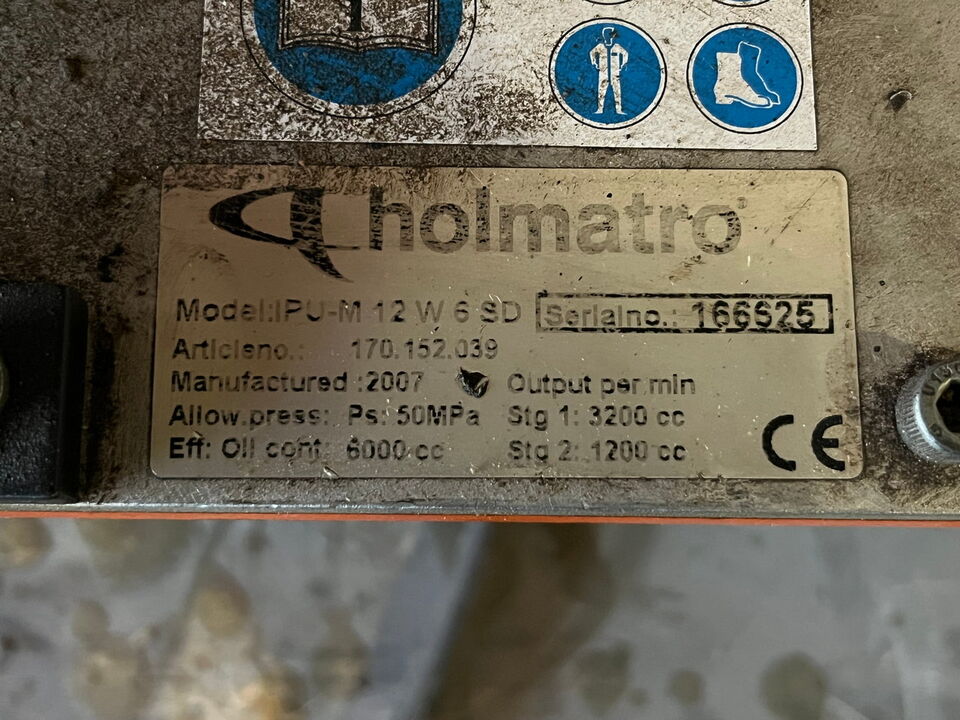 holmatro
Model:IPU-M 12 W 6 SD Serialno.: 166525
Articleno.: 170.152.039
Manufactured :2007 Output per min
Allow.press: Ps: 50MPa Stg 1: 3200 cc
Eff: Oil cont: 6000 cc Stg 2: 1200 cc
CE